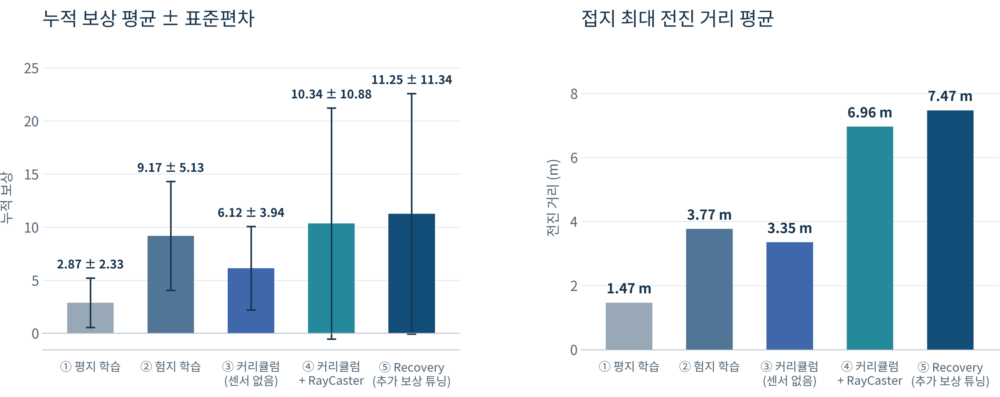 누적 보상 평균 ± 표준편차
누적 보상
25
20
15
10
5
0
2.87 ± 2.33
9.17 ± 5.13
6.12 ± 3.94
10.34 ± 10.88
11.25 ± 11.34
① 평지 학습
② 험지 학습
③ 커리큘럼
(센서 없음)
④ 커리큘럼
+ RayCaster
⑤ Recovery
(추가 보상 튜닝)
접지 최대 전진 거리 평균
전진 거리 (m)
8
6
4
2
0
1.47 m
3.77 m
3.35 m
6.96 m
7.47 m
① 평지 학습
② 험지 학습
③ 커리큘럼
(센서 없음)
④ 커리큘럼
+ RayCaster
⑤ Recovery
(추가 보상 튜닝)